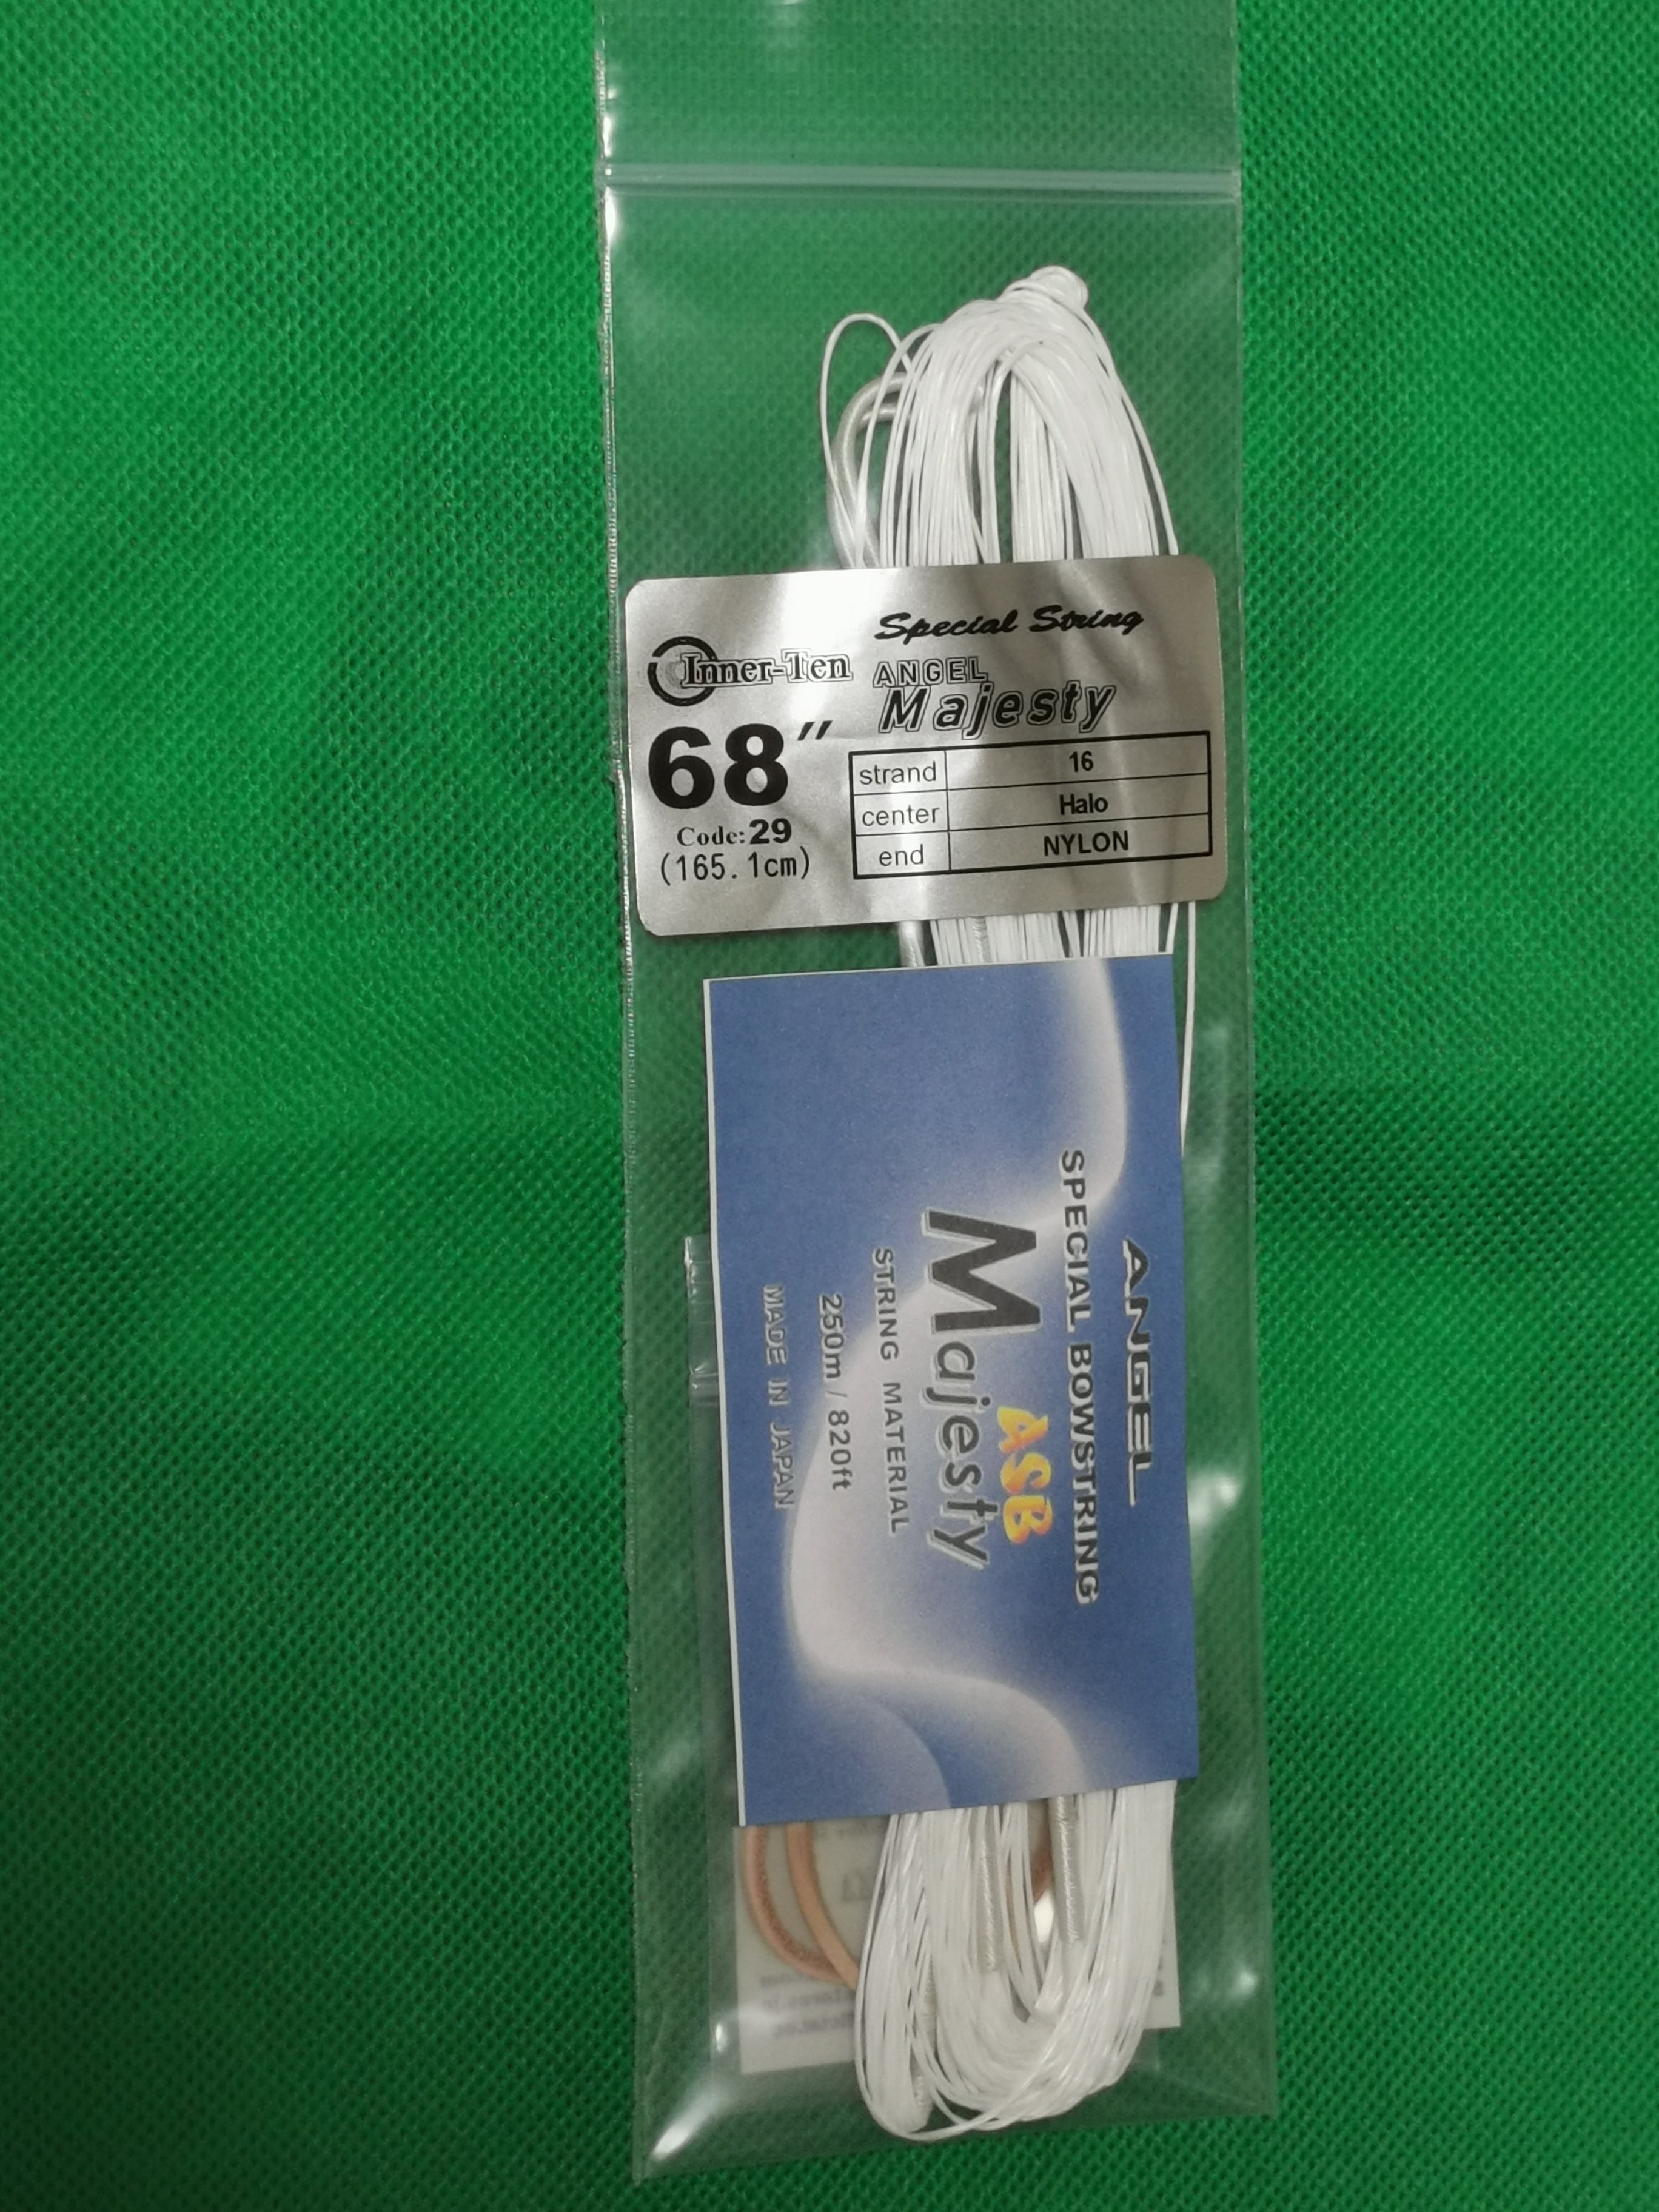 Special String
Inner-Ten
ANGEL
Majesty
68"
Code:29
(165.1cm)
strand 16
center Halo
end NYLON
ANGEL
SPECIAL BOWSTRING
ASB
Majesty
STRING MATERIAL
250m / 820ft
MADE IN JAPAN